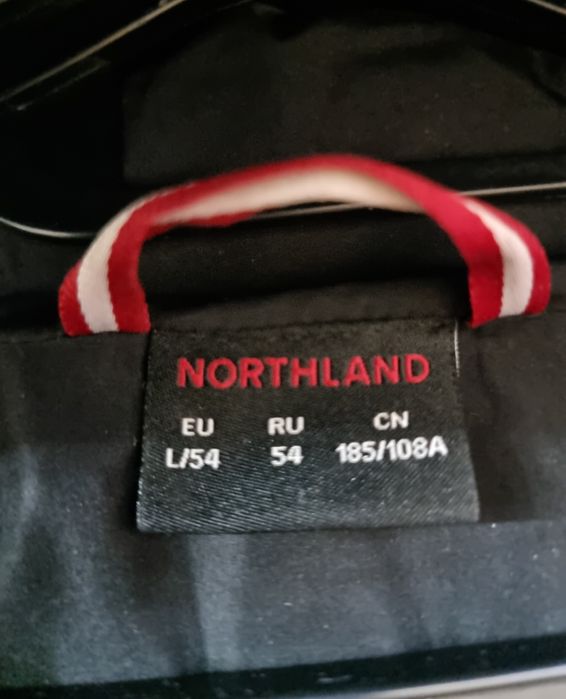 NORTHLAND
EU RU CN
L/54 54 185/108A